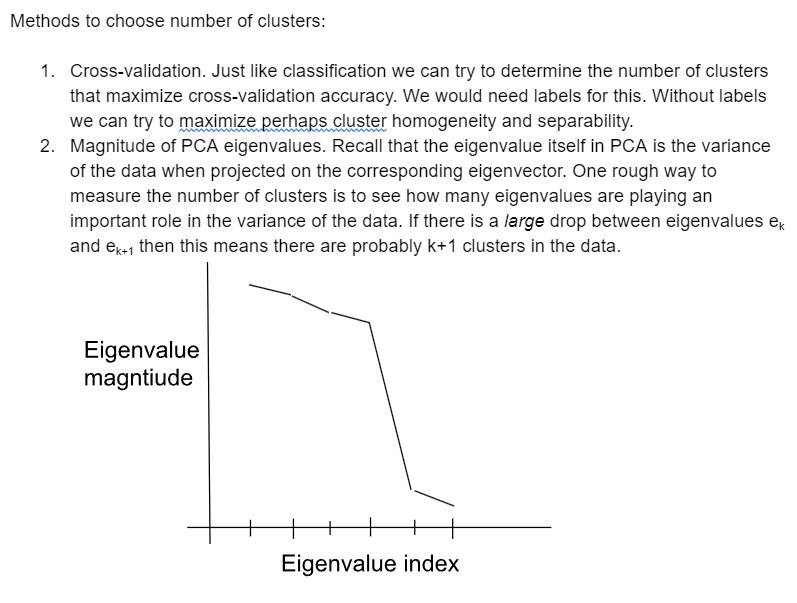 Methods to choose number of clusters:
1. Cross-validation. Just like classification we can try to determine the number of clusters
that maximize cross-validation accuracy. We would need labels for this. Without labels
we can try to maximize perhaps cluster homogeneity and separability.
2. Magnitude of PCA eigenvalues. Recall that the eigenvalue itself in PCA is the variance
of the data when projected on the corresponding eigenvector. One rough way to
measure the number of clusters is to see how many eigenvalues are playing an
important role in the variance of the data. If there is a large drop between eigenvalues eₖ
and eₖ₊₁ then this means there are probably k+1 clusters in the data.
Eigenvalue
magntiude
Eigenvalue index